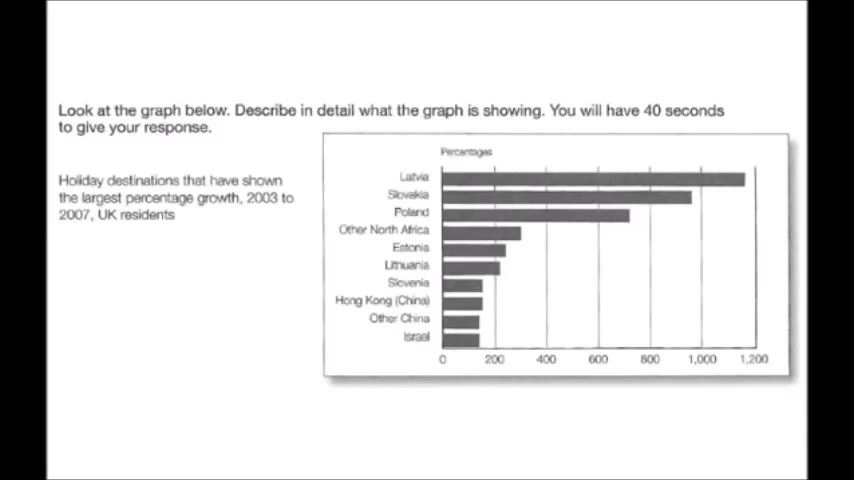 Look at the graph below. Describe in detail what the graph is showing. You will have 40 seconds
to give your response.
Holiday destinations that have shown
the largest percentage growth, 2003 to
2007, UK residents
Percentages
Latvia
Slovakia
Poland
Other North Africa
Estonia
Lithuania
Slovenia
Hong Kong (China)
Other China
Israel
0 200 400 600 800 1,000 1,200